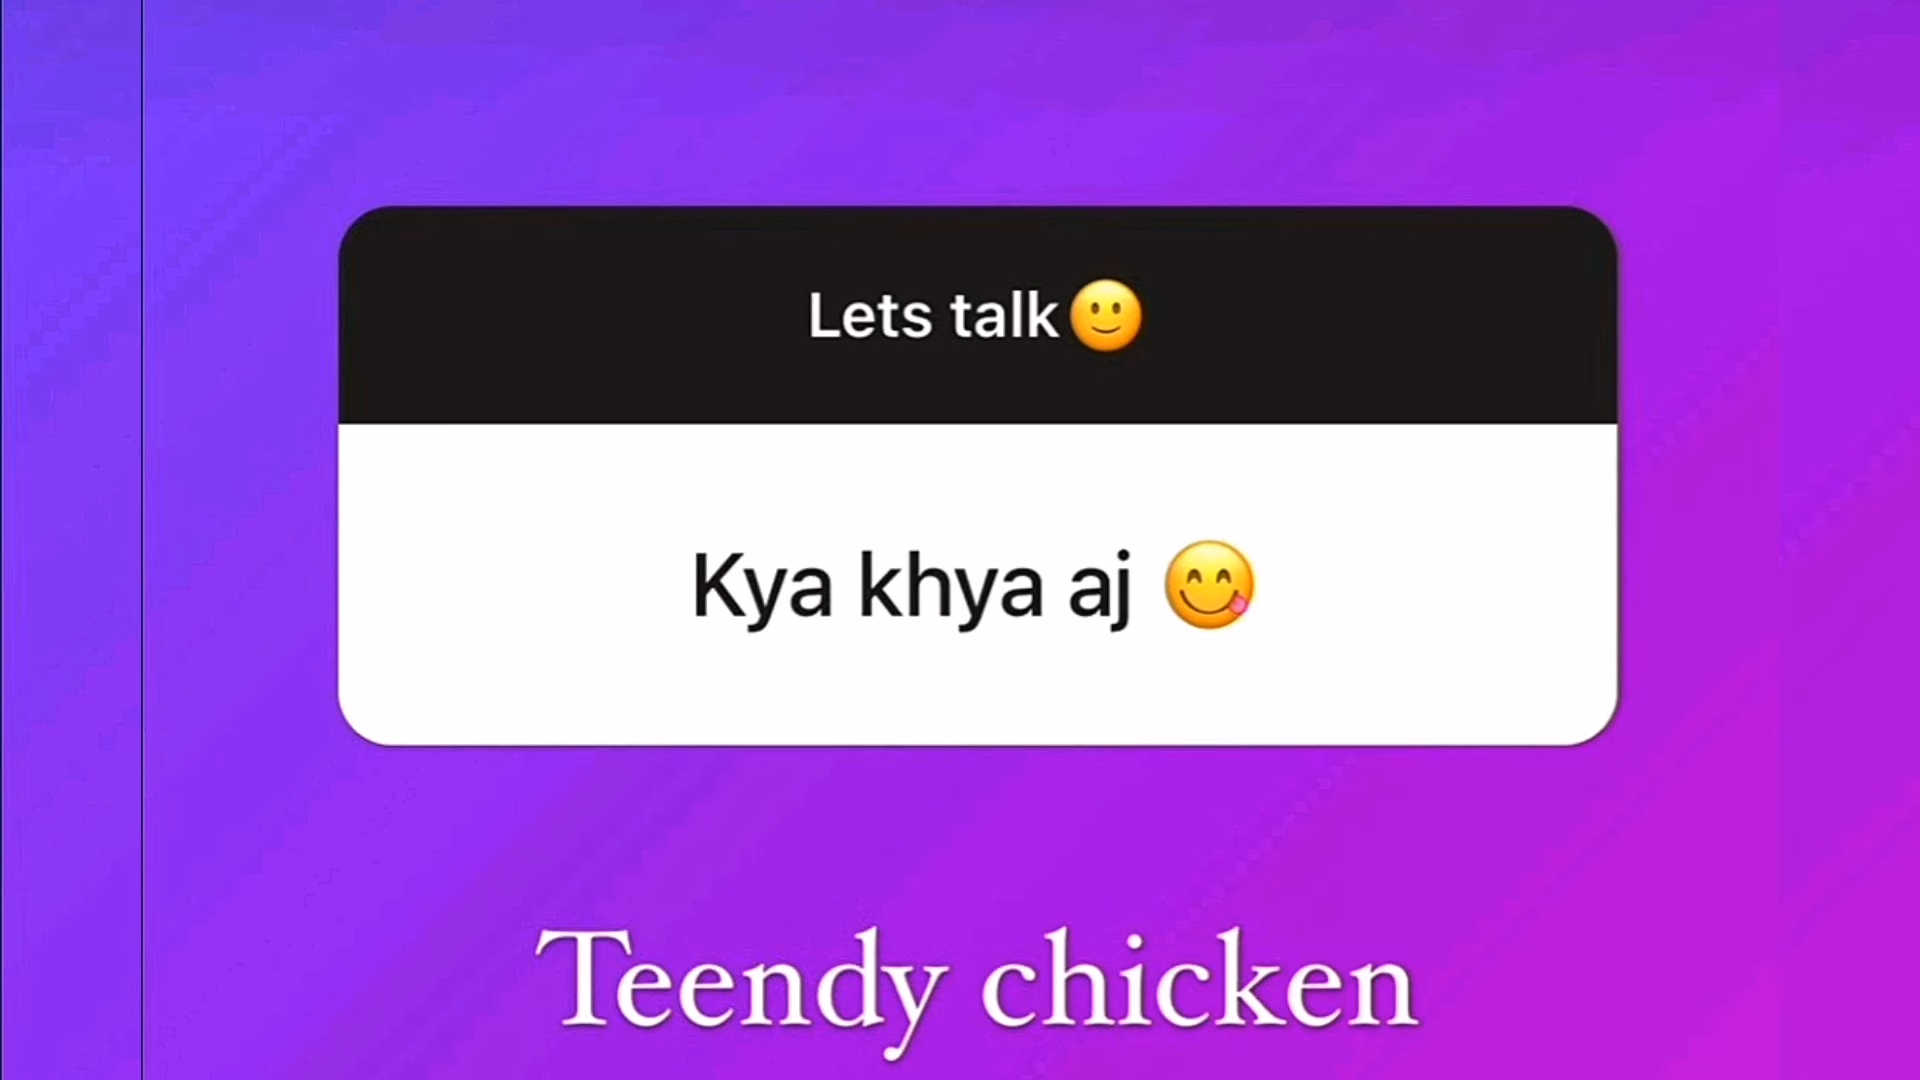 Lets talk🙂
Kya khya aj 😋
Teendy chicken